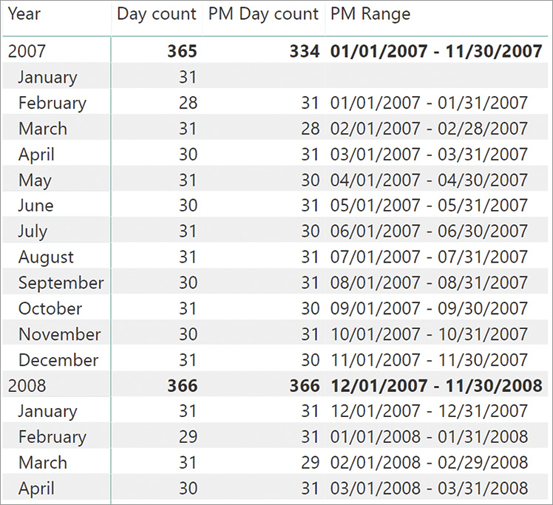 Year Day count PM Day count PM Range
2007 365 334 01/01/2007 - 11/30/2007
January 31
February 28 31 01/01/2007 - 01/31/2007
March 31 28 02/01/2007 - 02/28/2007
April 30 31 03/01/2007 - 03/31/2007
May 31 30 04/01/2007 - 04/30/2007
June 30 31 05/01/2007 - 05/31/2007
July 31 30 06/01/2007 - 06/30/2007
August 31 31 07/01/2007 - 07/31/2007
September 30 31 08/01/2007 - 08/31/2007
October 31 30 09/01/2007 - 09/30/2007
November 30 31 10/01/2007 - 10/31/2007
December 31 30 11/01/2007 - 11/30/2007
2008 366 366 12/01/2007 - 11/30/2008
January 31 31 12/01/2007 - 12/31/2007
February 29 31 01/01/2008 - 01/31/2008
March 31 29 02/01/2008 - 02/29/2008
April 30 31 03/01/2008 - 03/31/2008